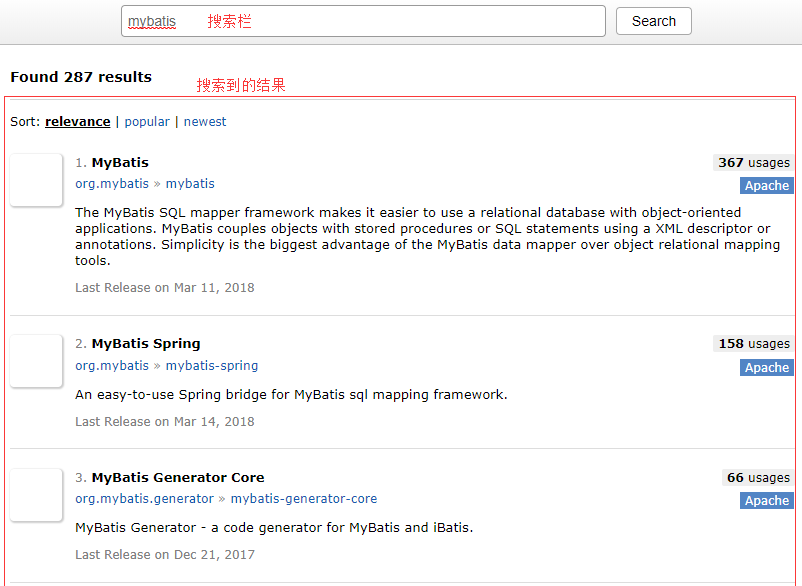 mybatis 搜索栏 Search
Found 287 results
搜索到的结果
Sort: relevance | popular | newest
1. MyBatis 367 usages
org.mybatis » mybatis Apache
The MyBatis SQL mapper framework makes it easier to use a relational database with object-oriented
applications. MyBatis couples objects with stored procedures or SQL statements using a XML descriptor or
annotations. Simplicity is the biggest advantage of the MyBatis data mapper over object relational mapping
tools.
Last Release on Mar 11, 2018
2. MyBatis Spring 158 usages
org.mybatis » mybatis-spring Apache
An easy-to-use Spring bridge for MyBatis sql mapping framework.
Last Release on Mar 14, 2018
3. MyBatis Generator Core 66 usages
org.mybatis.generator » mybatis-generator-core Apache
MyBatis Generator - a code generator for MyBatis and iBatis.
Last Release on Dec 21, 2017